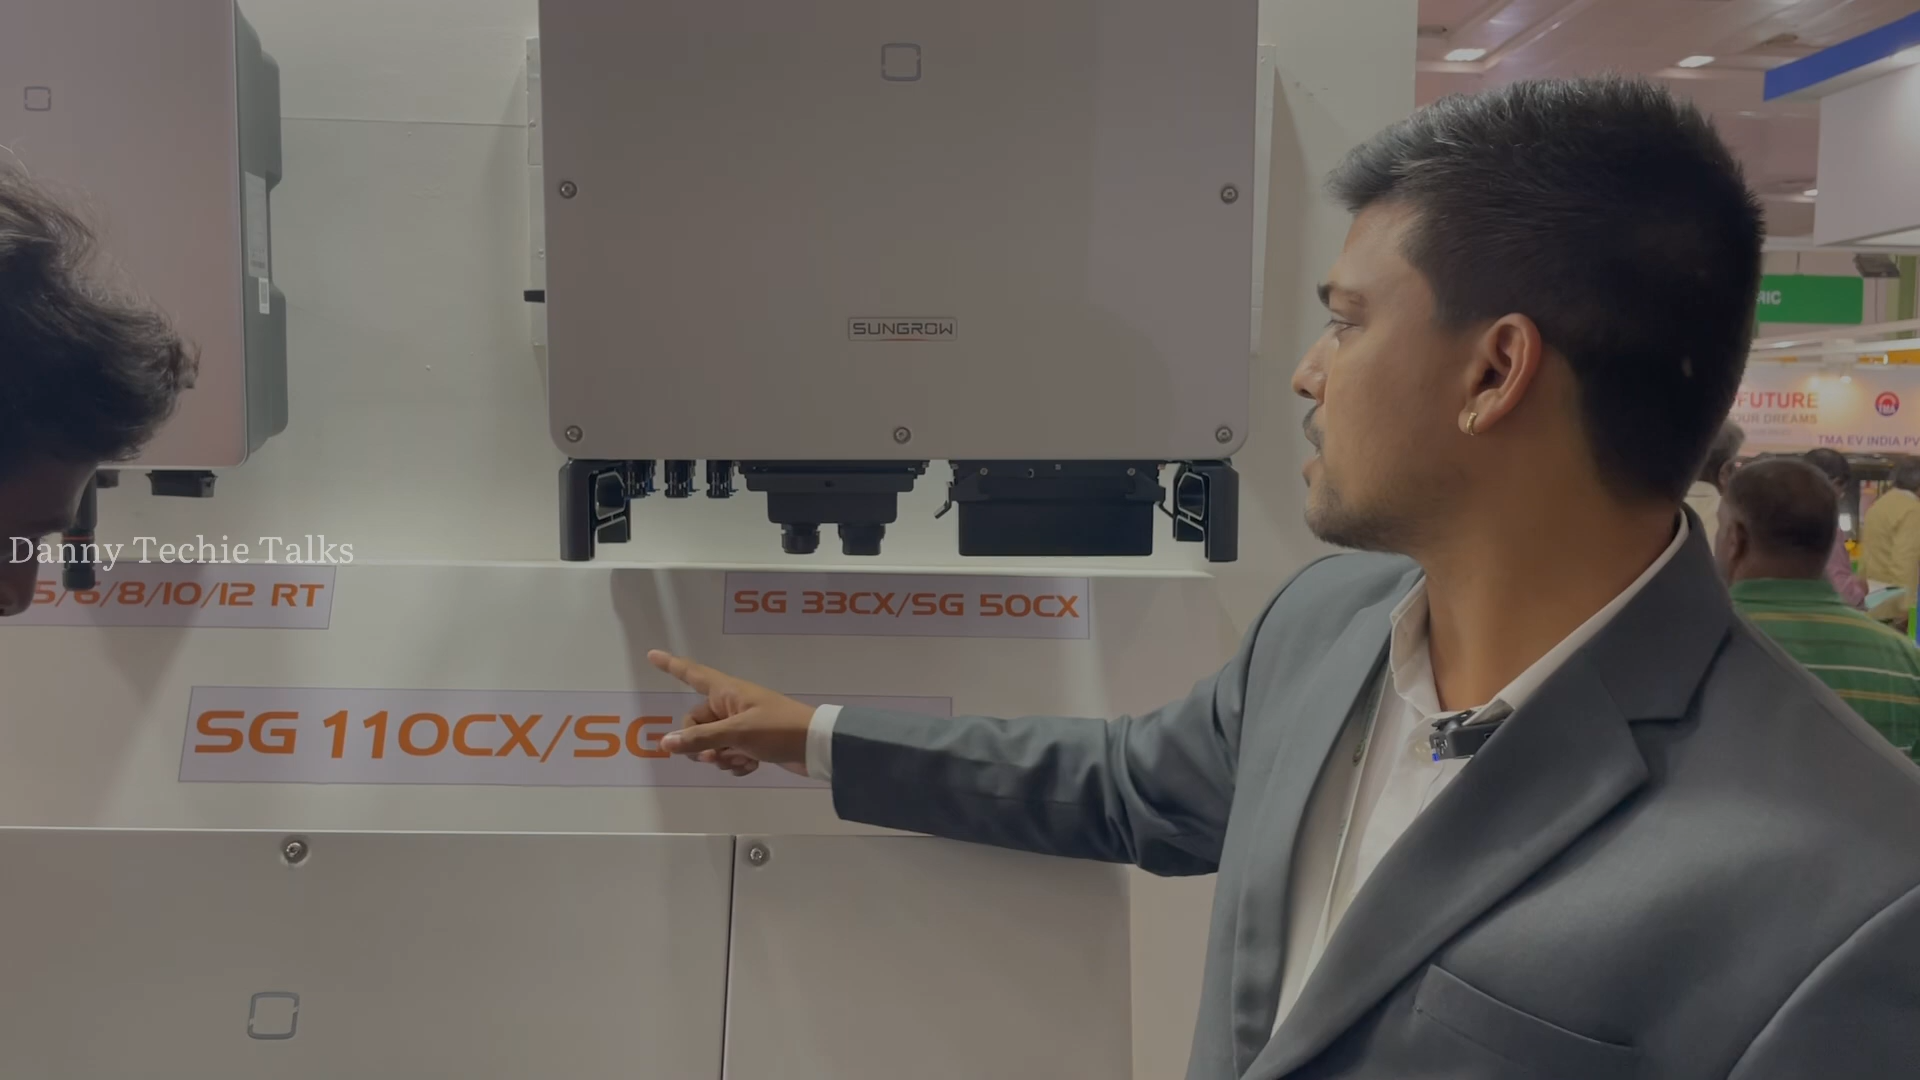 SUNGROW
Danny Techie Talks
5/6/8/10/12 RT
SG 33CX/SG 50CX
SG 110CX/SG
FUTURE
OUR DREAMS
TMA EV INDIA PV
RIC